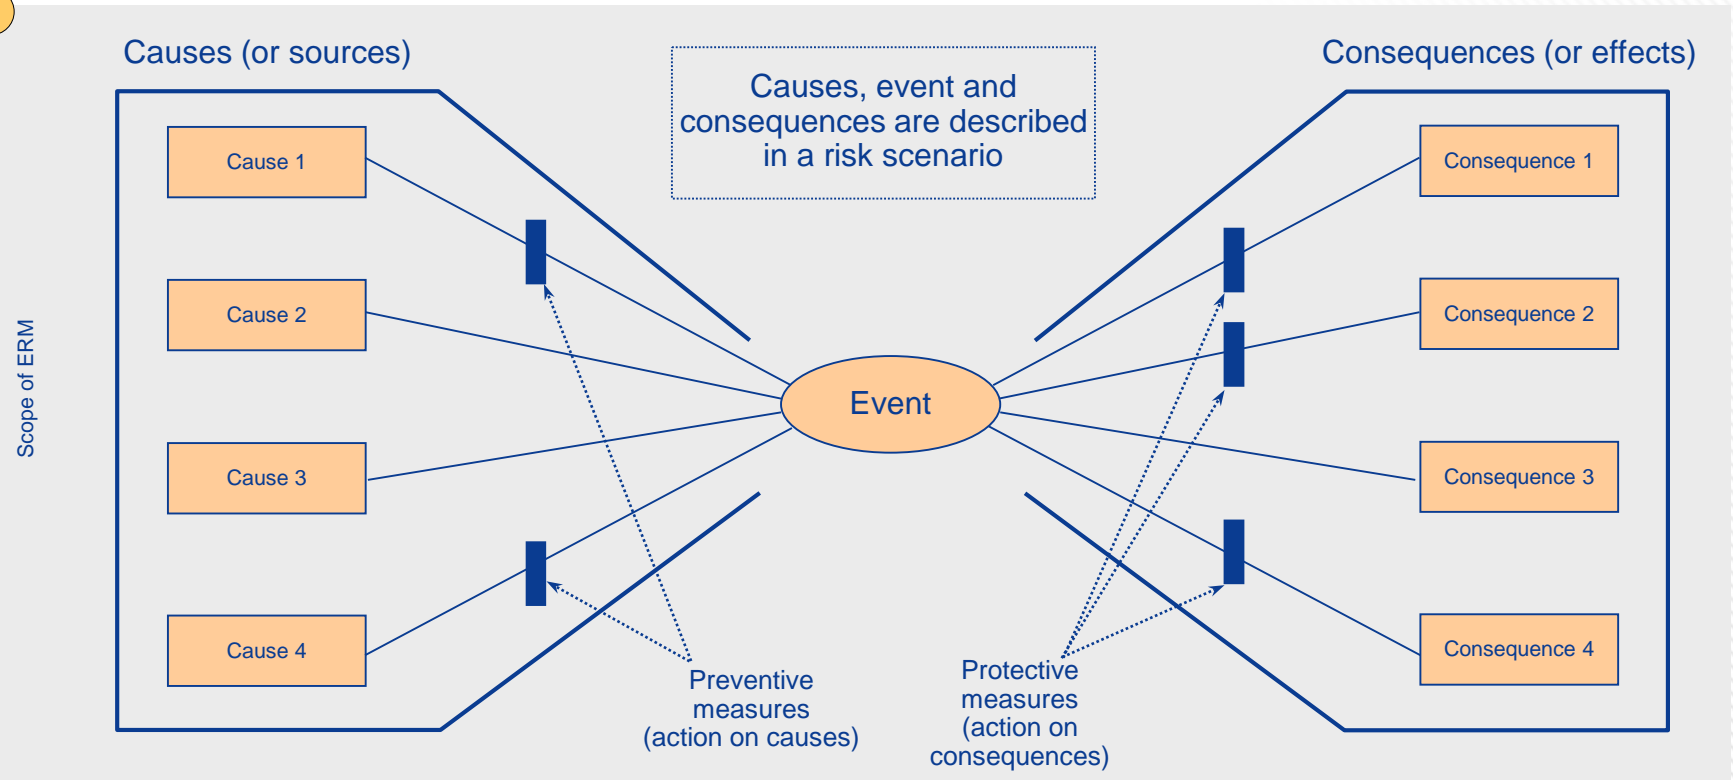 Causes (or sources)
Consequences (or effects)
Causes, event and
consequences are described
in a risk scenario
Cause 1
Cause 2
Cause 3
Cause 4
Scope of ERM
Event
Consequence 1
Consequence 2
Consequence 3
Consequence 4
Preventive
measures
(action on causes)
Protective
measures
(action on
consequences)